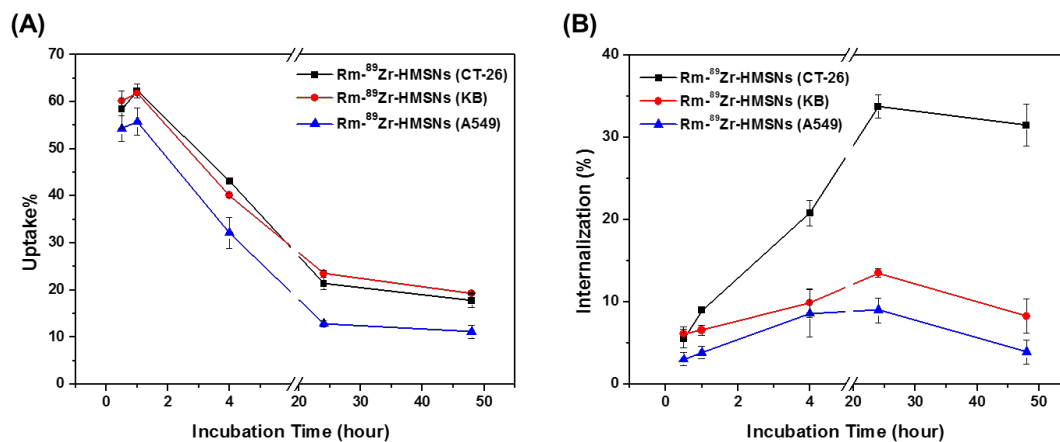 (A)
70
60
50
40
30
20
10
0
Uptake%
Rm-⁸⁹Zr-HMSNs (CT-26)
Rm-⁸⁹Zr-HMSNs (KB)
Rm-⁸⁹Zr-HMSNs (A549)
0 2 4 20 30 40 50
Incubation Time (hour)
(B)
40
30
20
10
0
Internalization (%)
Rm-⁸⁹Zr-HMSNs (CT-26)
Rm-⁸⁹Zr-HMSNs (KB)
Rm-⁸⁹Zr-HMSNs (A549)
0 2 4 20 30 40 50
Incubation Time (hour)